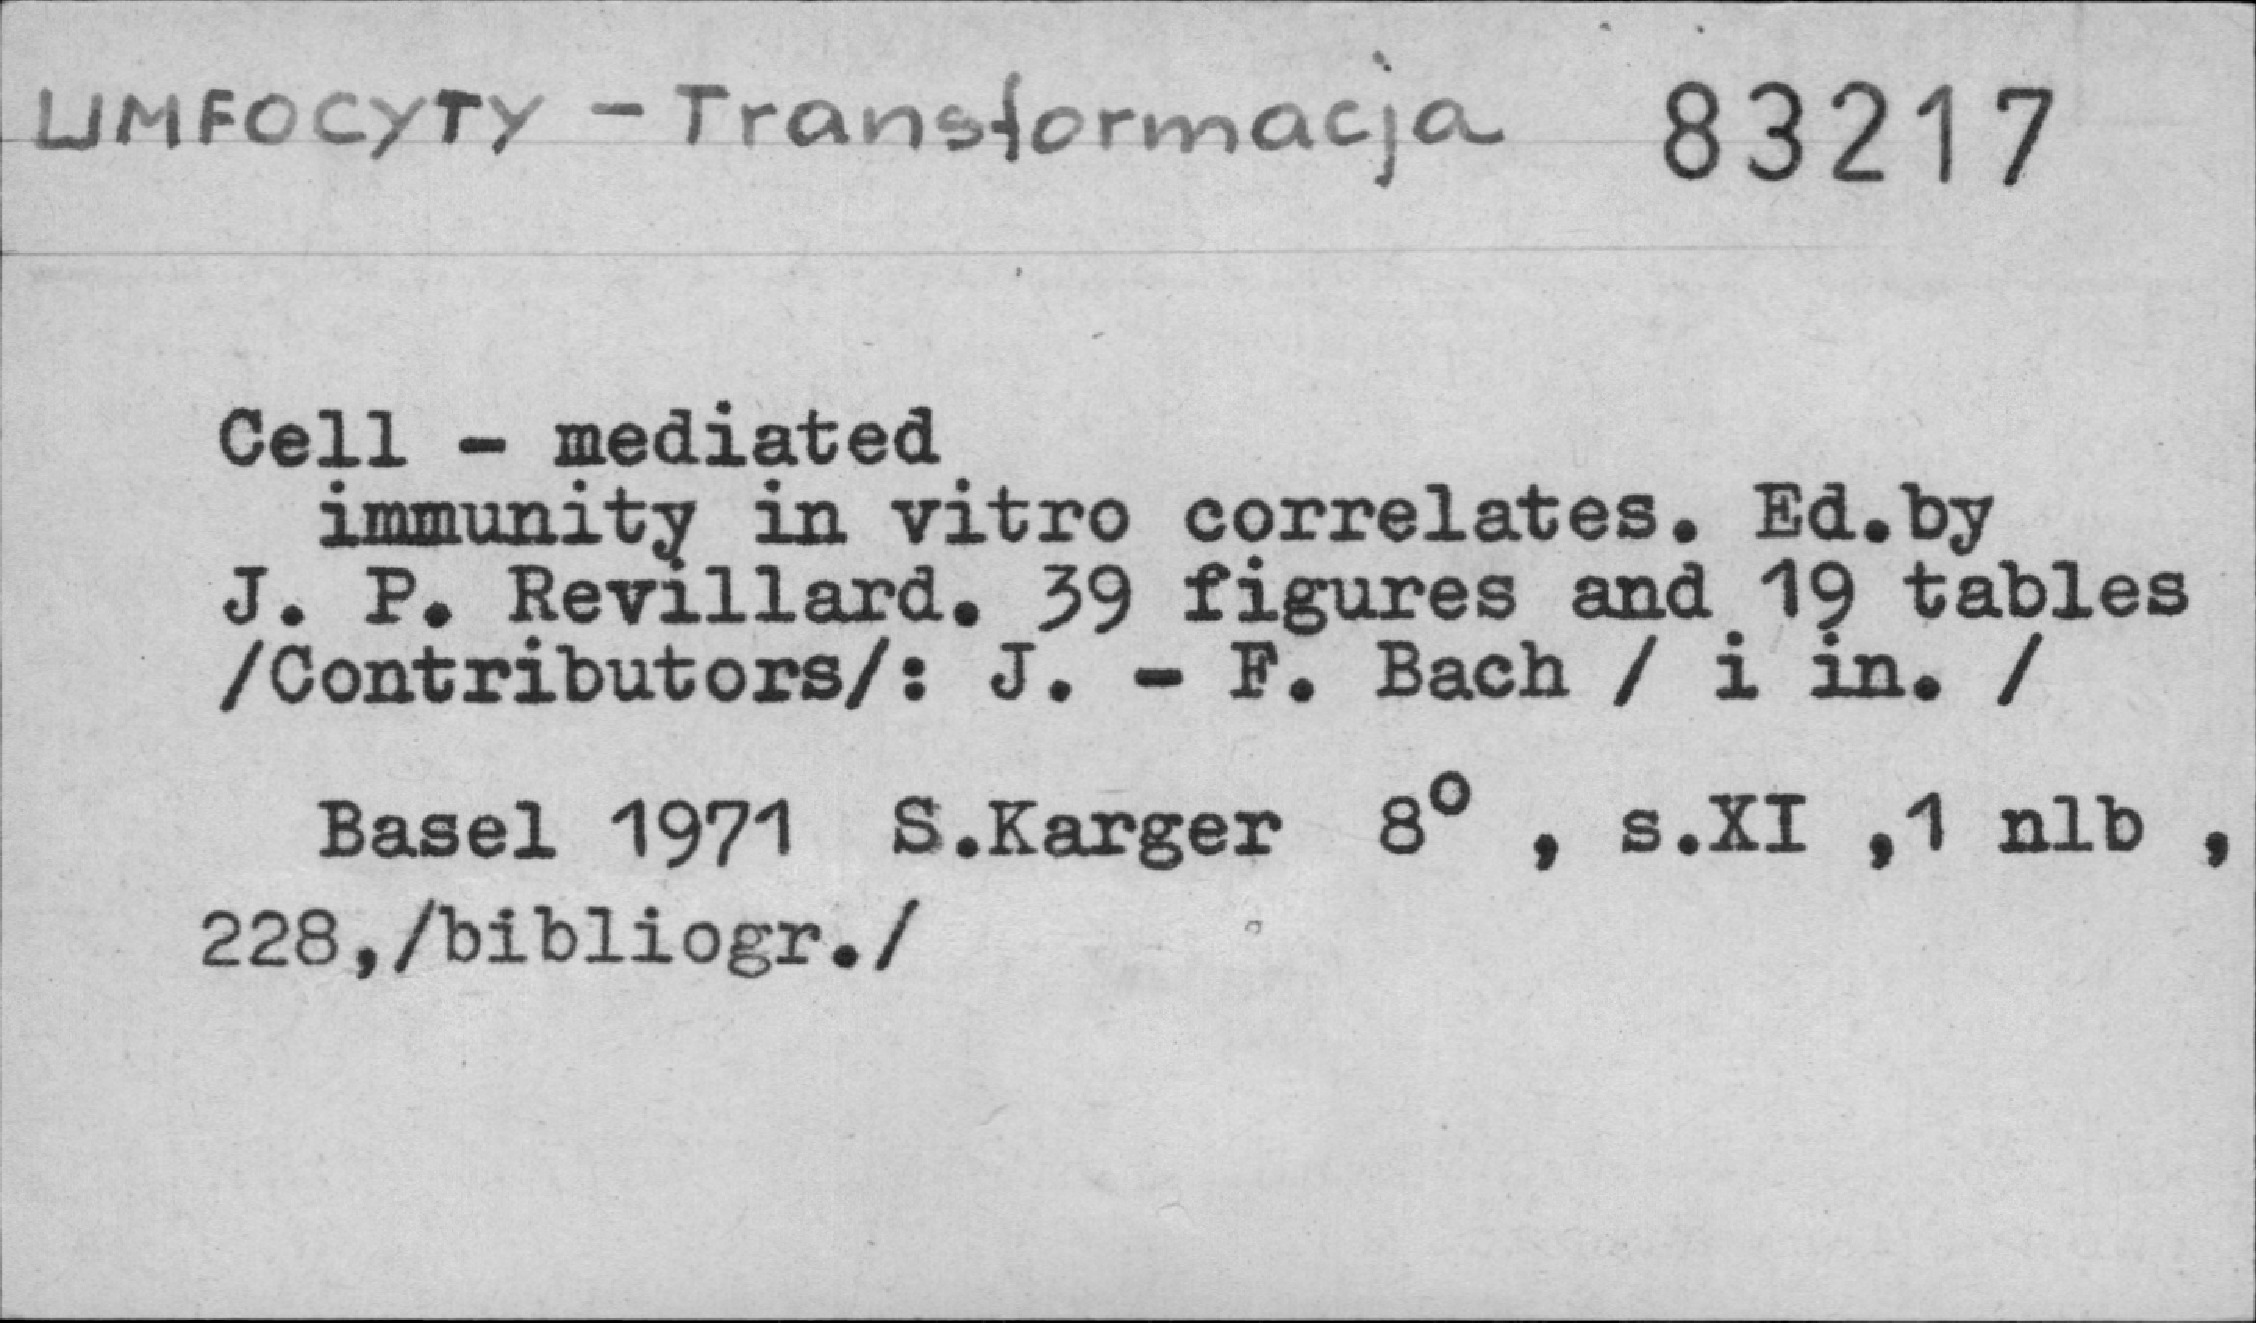 LIMFOCYTY - Transformacja 83217
Cell - mediated
immunity in vitro correlates. Ed.by
J. P. Revillard. 39 figures and 19 tables
/Contributors/: J. - F. Bach / i in. /
Basel 1971 S.Karger 8° , s.XI ,1 nlb ,
228,/bibliogr./